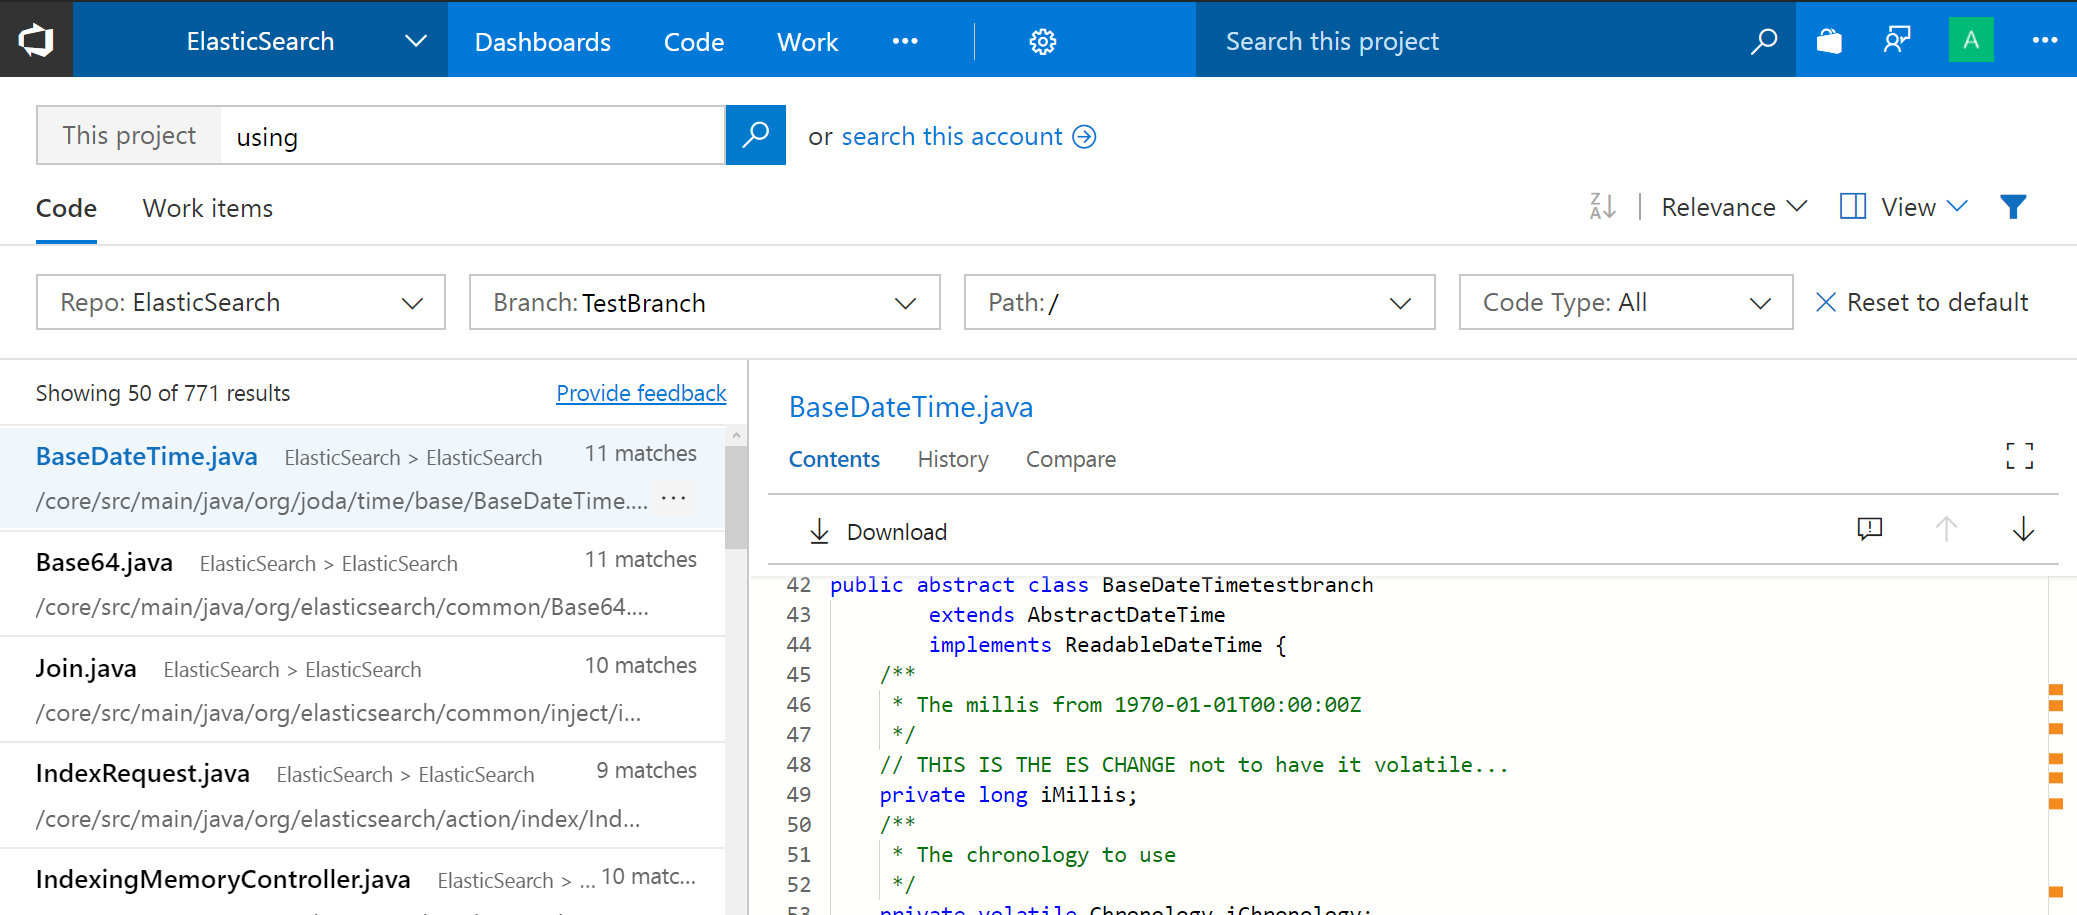 ElasticSearch Dashboards Code Work ... Search this project A ...
This project using or search this account
Code Work items Z A Relevance View
Repo: ElasticSearch Branch: TestBranch Path: / Code Type: All Reset to default
Showing 50 of 771 results Provide feedback
BaseDateTime.java ElasticSearch > ElasticSearch 11 matches
/core/src/main/java/org/joda/time/base/BaseDateTime.... ...
Base64.java ElasticSearch > ElasticSearch 11 matches
/core/src/main/java/org/elasticsearch/common/Base64....
Join.java ElasticSearch > ElasticSearch 10 matches
/core/src/main/java/org/elasticsearch/common/inject/i...
IndexRequest.java ElasticSearch > ElasticSearch 9 matches
/core/src/main/java/org/elasticsearch/action/index/Ind...
IndexingMemoryController.java ElasticSearch > ... 10 matc...
BaseDateTime.java
Contents History Compare
Download
42 public abstract class BaseDateTimetestbranch
43 extends AbstractDateTime
44 implements ReadableDateTime {
45 /**
46 * The millis from 1970-01-01T00:00:00Z
47 */
48 // THIS IS THE ES CHANGE not to have it volatile...
49 private long iMillis;
50 /**
51 * The chronology to use
52 */
53 private volatile Chronology iChronology;